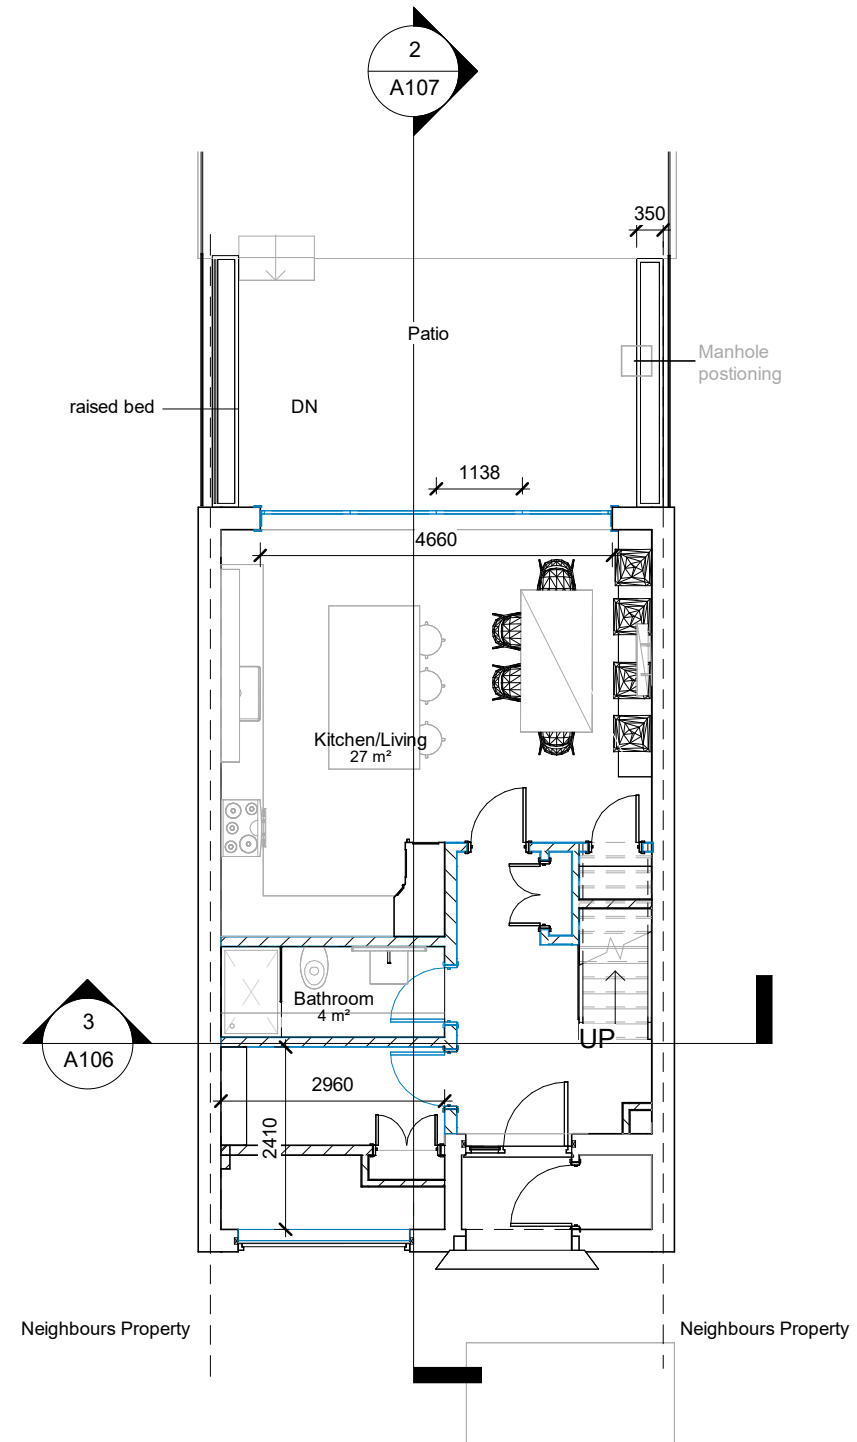 2
A107
350
Patio
Manhole
postioning
raised bed
DN
1138
4660
Kitchen/Living
27 m²
Bathroom
4 m²
3
A106
UP
2960
2410
Neighbours Property
Neighbours Property